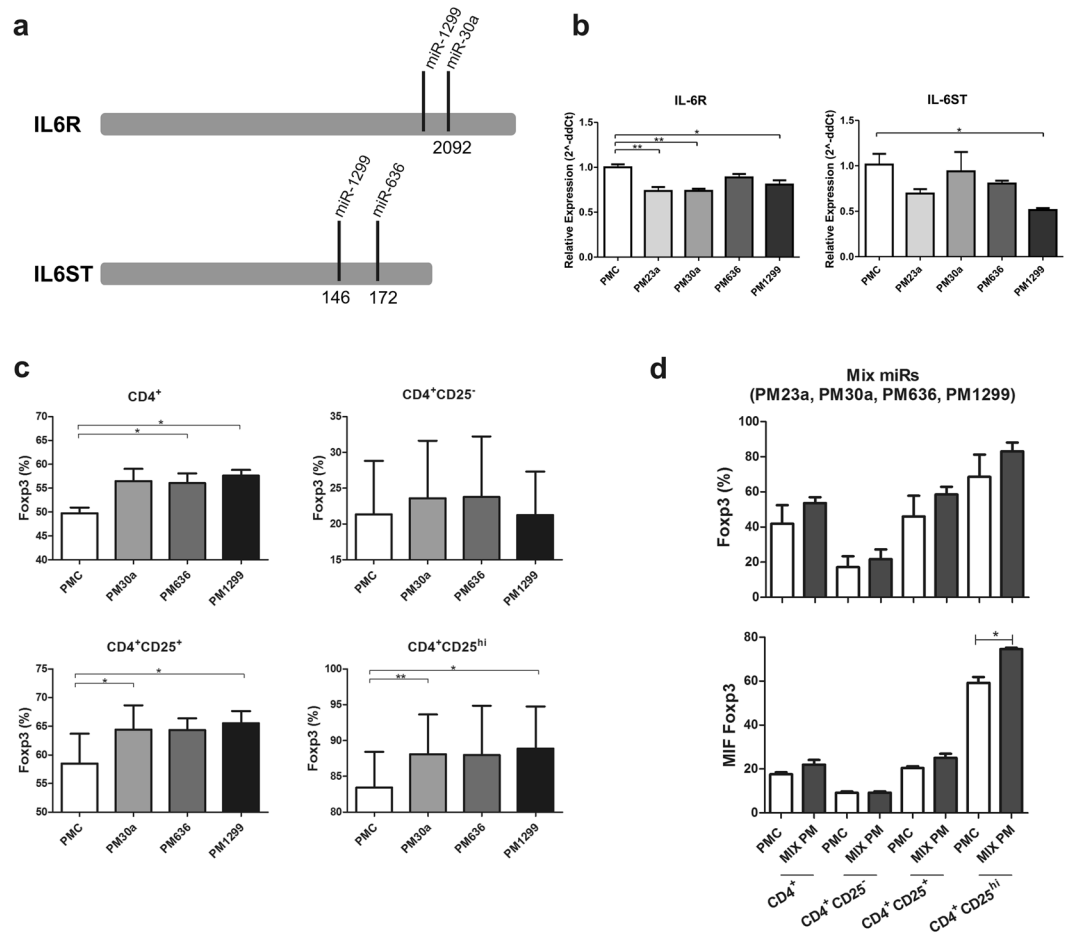 a
miR-1299
miR-30a
IL6R
2092
miR-1299
miR-636
IL6ST
146 172
b
IL-6R
Relative Expression (2^-ddCt)
1.5
1.0
0.5
0.0
*
**
**
PMC
PM23a
PM30a
PM636
PM1299
IL-6ST
Relative Expression (2^-ddCt)
1.5
1.0
0.5
0.0
*
PMC
PM23a
PM30a
PM636
PM1299
c
CD4+
Foxp3 (%)
70
65
60
55
50
45
40
*
*
PMC
PM30a
PM636
PM1299
CD4+CD25-
Foxp3 (%)
35
30
25
20
15
PMC
PM30a
PM636
PM1299
CD4+CD25+
Foxp3 (%)
75
70
65
60
55
50
*
*
PMC
PM30a
PM636
PM1299
CD4+CD25hi
Foxp3 (%)
100
95
90
85
80
*
**
PMC
PM30a
PM636
PM1299
d
Mix miRs
(PM23a, PM30a, PM636, PM1299)
Foxp3 (%)
100
80
60
40
20
0
MIF Foxp3
80
60
40
20
0
*
PMC
MIX PM
PMC
MIX PM
PMC
MIX PM
PMC
MIX PM
CD4+
CD4+CD25-
CD4+CD25+
CD4+CD25hi